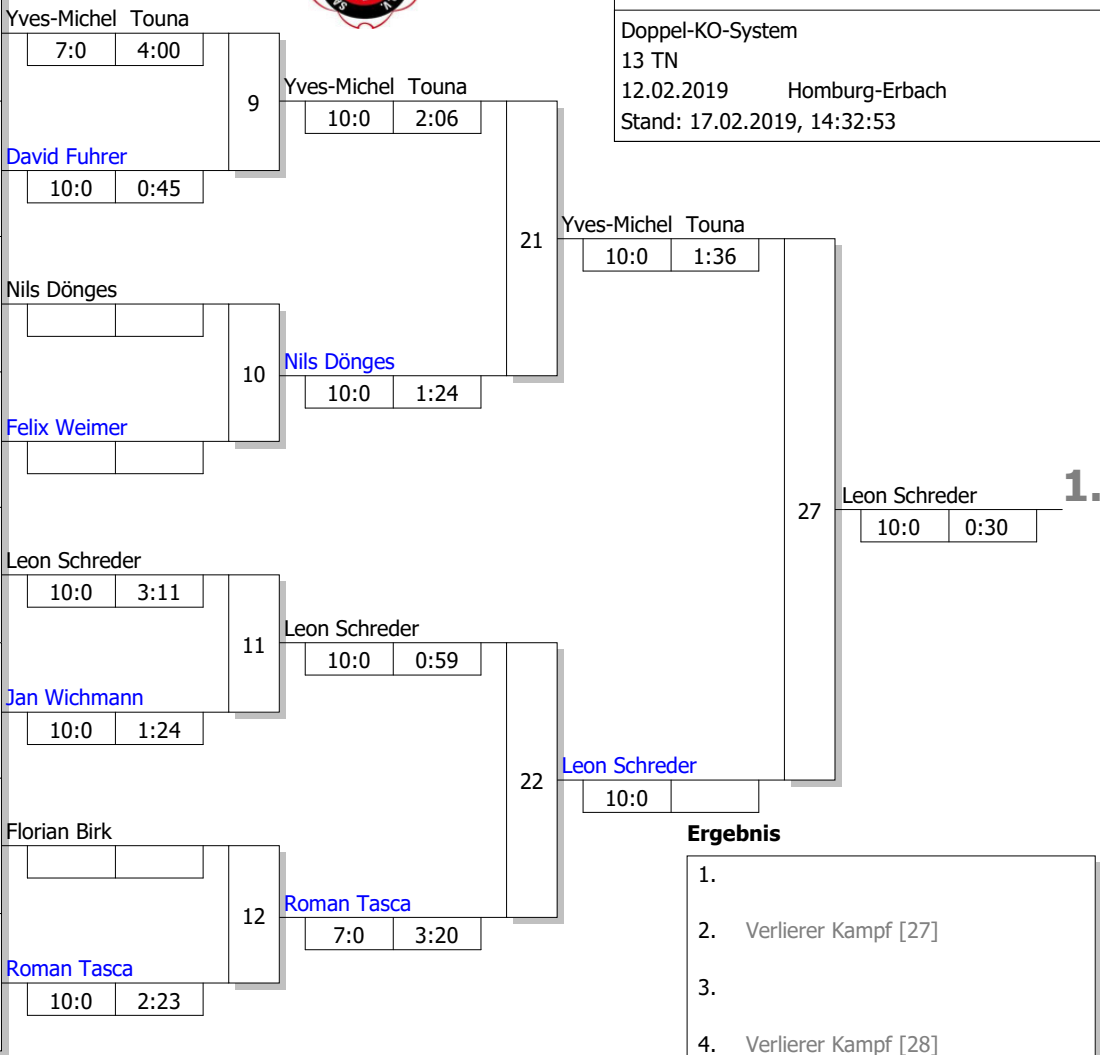 Yves-Michel Touna
7:0 4:00
Doppel-KO-System
13 TN
12.02.2019 Homburg-Erbach
Stand: 17.02.2019, 14:32:53
9
Yves-Michel Touna
10:0 2:06
David Fuhrer
10:0 0:45
21
Yves-Michel Touna
10:0 1:36
Nils Dönges
10
Nils Dönges
10:0 1:24
Felix Weimer
27
Leon Schreder
1.
10:0 0:30
Leon Schreder
10:0 3:11
11
Leon Schreder
10:0 0:59
Jan Wichmann
10:0 1:24
22
Leon Schreder
10:0
Florian Birk
12
Roman Tasca
7:0 3:20
Roman Tasca
10:0 2:23
Ergebnis
1.
2. Verlierer Kampf [27]
3.
4. Verlierer Kampf [28]